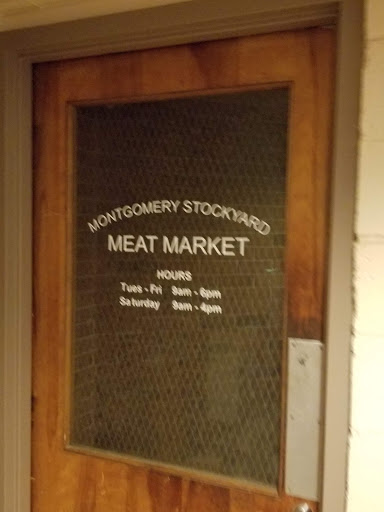 MONTGOMERY STOCKYARD
MEAT MARKET
HOURS
Tues - Fri 9am - 6pm
Saturday 9am - 4pm